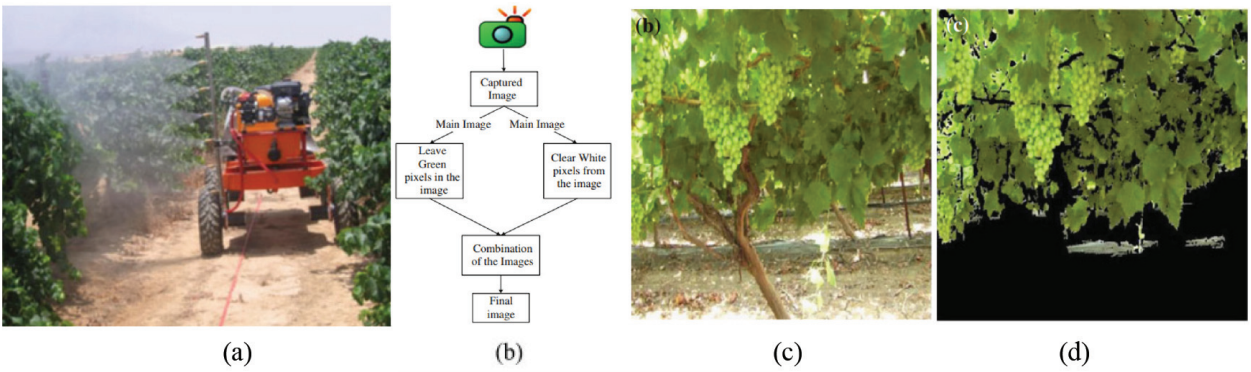 Captured
Image
Main Image
Main Image
Leave
Green
pixels in the
image
Clear White
pixels from
the image
Combination
of the Images
Final
image
(b)
(c)
(a)
(b)
(c)
(d)